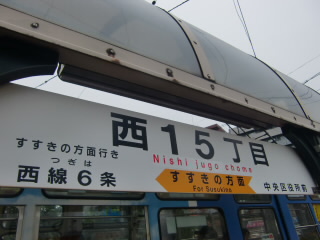 西15丁目
Nishi jugo chome
すすきの方面行き
つぎは
西線6条
すすきの方面
For Susukino
中央区役所前